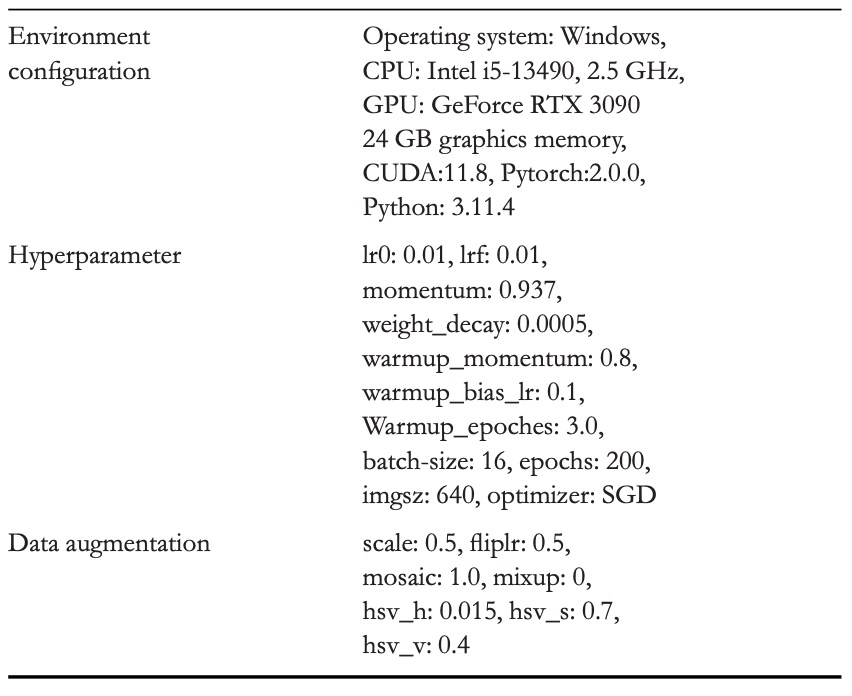 Environment
configuration
Operating system: Windows,
CPU: Intel i5-13490, 2.5 GHz,
GPU: GeForce RTX 3090
24 GB graphics memory,
CUDA:11.8, Pytorch:2.0.0,
Python: 3.11.4
Hyperparameter
lr0: 0.01, lrf: 0.01,
momentum: 0.937,
weight_decay: 0.0005,
warmup_momentum: 0.8,
warmup_bias_lr: 0.1,
Warmup_epoches: 3.0,
batch-size: 16, epochs: 200,
imgsz: 640, optimizer: SGD
Data augmentation
scale: 0.5, fliplr: 0.5,
mosaic: 1.0, mixup: 0,
hsv_h: 0.015, hsv_s: 0.7,
hsv_v: 0.4